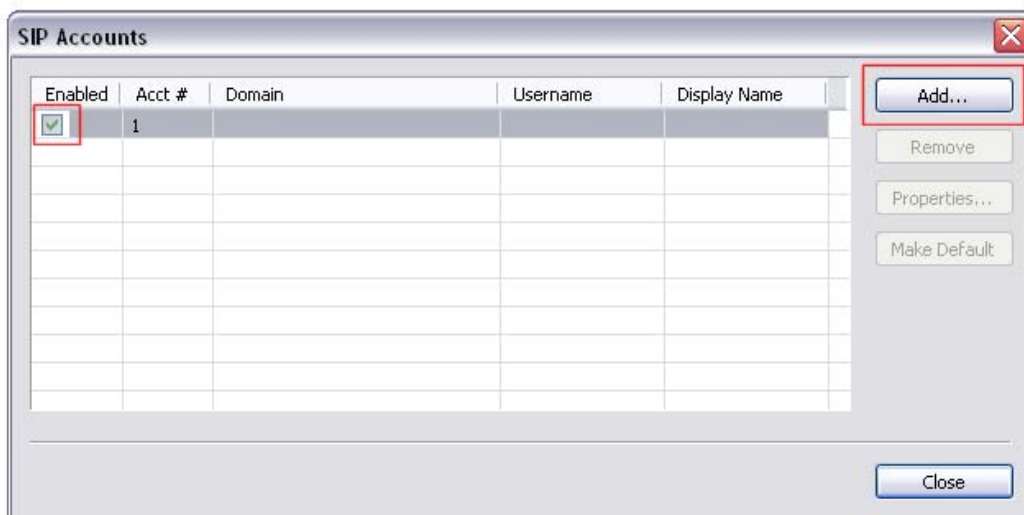 SIP Accounts
Enabled Acct # Domain Username Display Name
1
Add...
Remove
Properties...
Make Default
Close